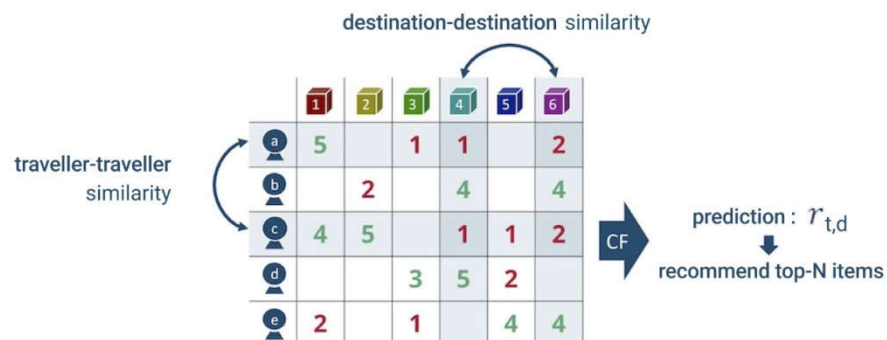 destination-destination similarity
1 2 3 4 5 6
a 5 1 1 2
traveller-traveller
similarity
b 2 4 4
c 4 5 1 1 2
CF
prediction : r t,d
recommend top-N items
d 3 5 2
e 2 1 4 4